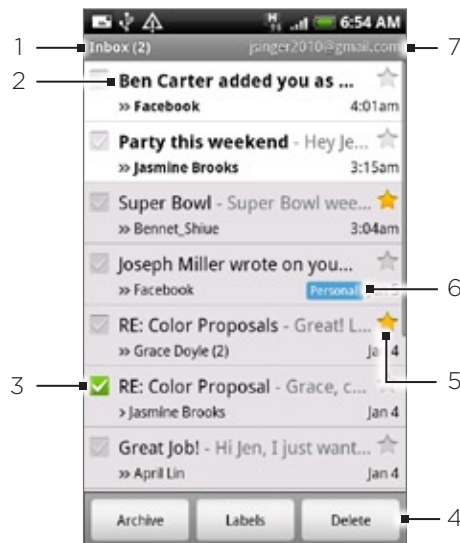 6:54 AM
1
Inbox (2) jsinger2010@gmail.com
7
2
Ben Carter added you as ...
» Facebook 4:01am
Party this weekend - Hey Je...
» Jasmine Brooks 3:15am
Super Bowl - Super Bowl wee...
» Bennet_Shiue 3:04am
Joseph Miller wrote on you...
» Facebook Personal
6
RE: Color Proposals - Great! L...
» Grace Doyle (2) Jan 4
5
3
RE: Color Proposal - Grace, c...
› Jasmine Brooks Jan 4
Great Job! - Hi Jen, I just want...
» April Lin Jan 4
Archive Labels Delete
4